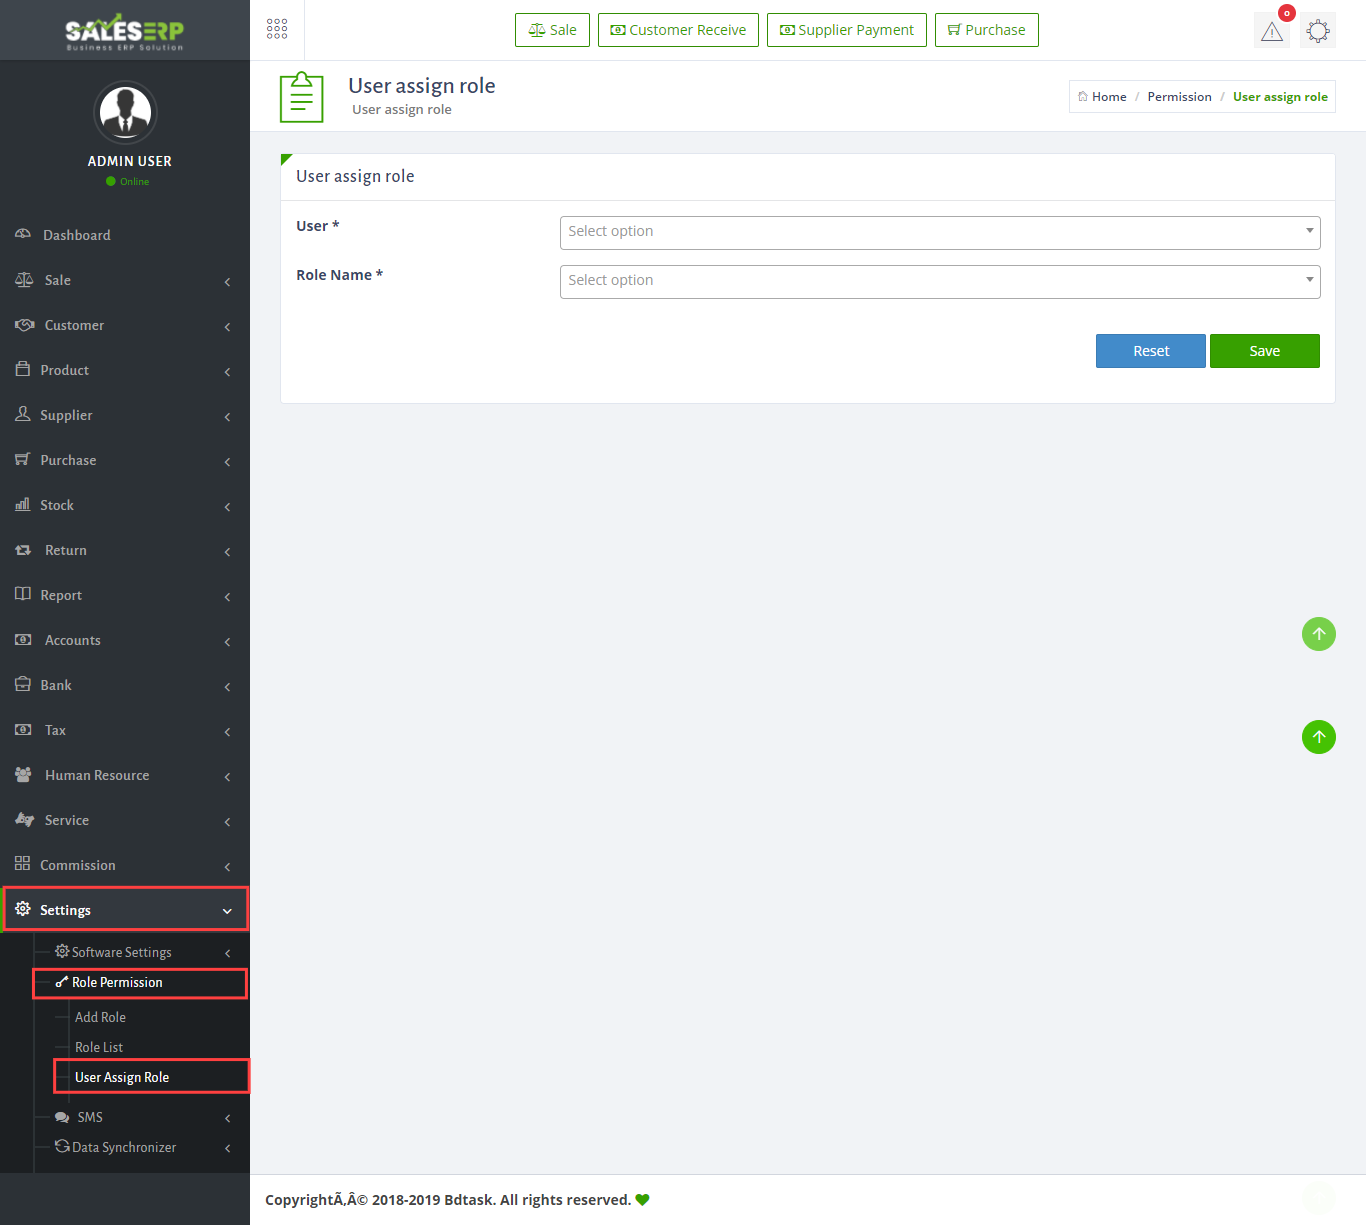 SALESERP
Business ERP Solution
ADMIN USER
Online
Dashboard
Sale
Customer
Product
Supplier
Purchase
Stock
Return
Report
Accounts
Bank
Tax
Human Resource
Service
Commission
Settings
Software Settings
Role Permission
Add Role
Role List
User Assign Role
SMS
Data Synchronizer
Sale Customer Receive Supplier Payment Purchase
0
User assign role
User assign role
Home / Permission / User assign role
User assign role
User * Select option
Role Name * Select option
Reset Save
CopyrightÃ‚Â© 2018-2019 Bdtask. All rights reserved.